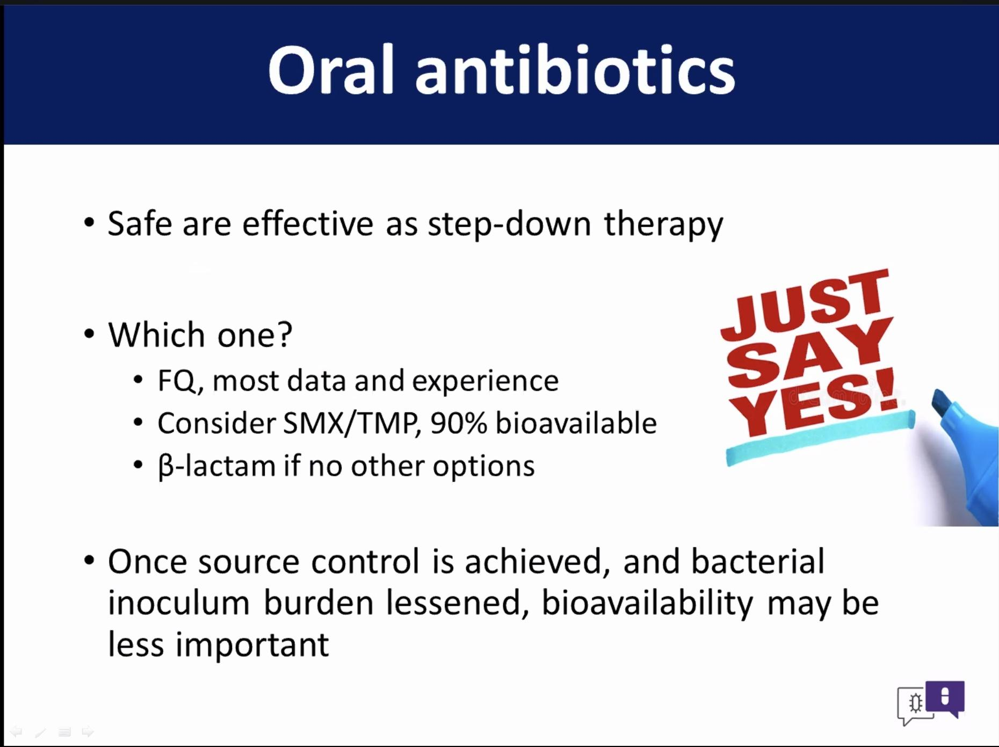 Oral antibiotics
• Safe are effective as step-down therapy
• Which one?
• FQ, most data and experience
• Consider SMX/TMP, 90% bioavailable
• β-lactam if no other options
JUST
SAY
YES!
• Once source control is achieved, and bacterial
inoculum burden lessened, bioavailability may be
less important